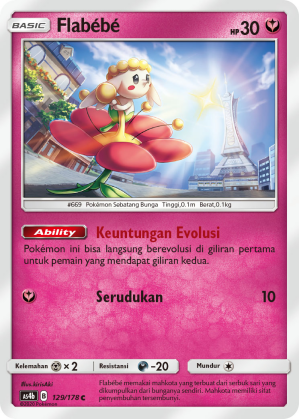 BASIC Flabébé HP30
#669 Pokémon Sebatang Bunga Tinggi,0.1m Berat,0.1kg
Ability Keuntungan Evolusi
Pokémon ini bisa langsung berevolusi di giliran pertama
untuk pemain yang mendapat giliran kedua.
Serudukan 10
Kelemahan ×2 Resistansi -20 Mundur
Flabébé memakai mahkota yang terbuat dari serbuk sari yang
dikumpulkan dari bunganya sendiri. Mahkotanya memiliki sifat
penyembuhan tersembunyi.
AS4b B 129/178 C